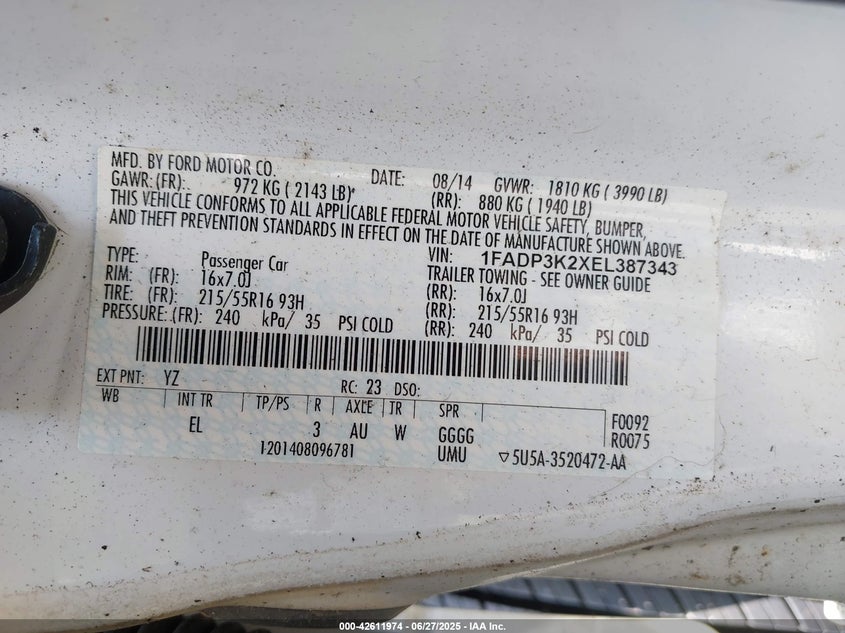 MFD. BY FORD MOTOR CO. DATE: 08/14 GVWR: 1810 KG ( 3990 LB)
GAWR: (FR): 972 KG ( 2143 LB)* (RR): 880 KG ( 1940 LB)
THIS VEHICLE CONFORMS TO ALL APPLICABLE FEDERAL MOTOR VEHICLE SAFETY, BUMPER,
AND THEFT PREVENTION STANDARDS IN EFFECT ON THE DATE OF MANUFACTURE SHOWN ABOVE.
VIN: 1FADP3K2XEL387343
TYPE: Passenger Car TRAILER TOWING - SEE OWNER GUIDE
RIM: (FR): 16x7.0J (RR): 16x7.0J
TIRE: (FR): 215/55R16 93H (RR): 215/55R16 93H
PRESSURE: (FR): 240 kPa/ 35 PSI COLD (RR): 240 kPa/ 35 PSI COLD
EXT PNT: YZ RC: 23 DSO:
WB INT TR TP/PS R AXLE TR SPR F0092
EL 3 AU W GGGG R0075
1201408096781 UMU ▽5U5A-3520472-AA
000-42611974 | 06/27/2025 - IAA Inc.